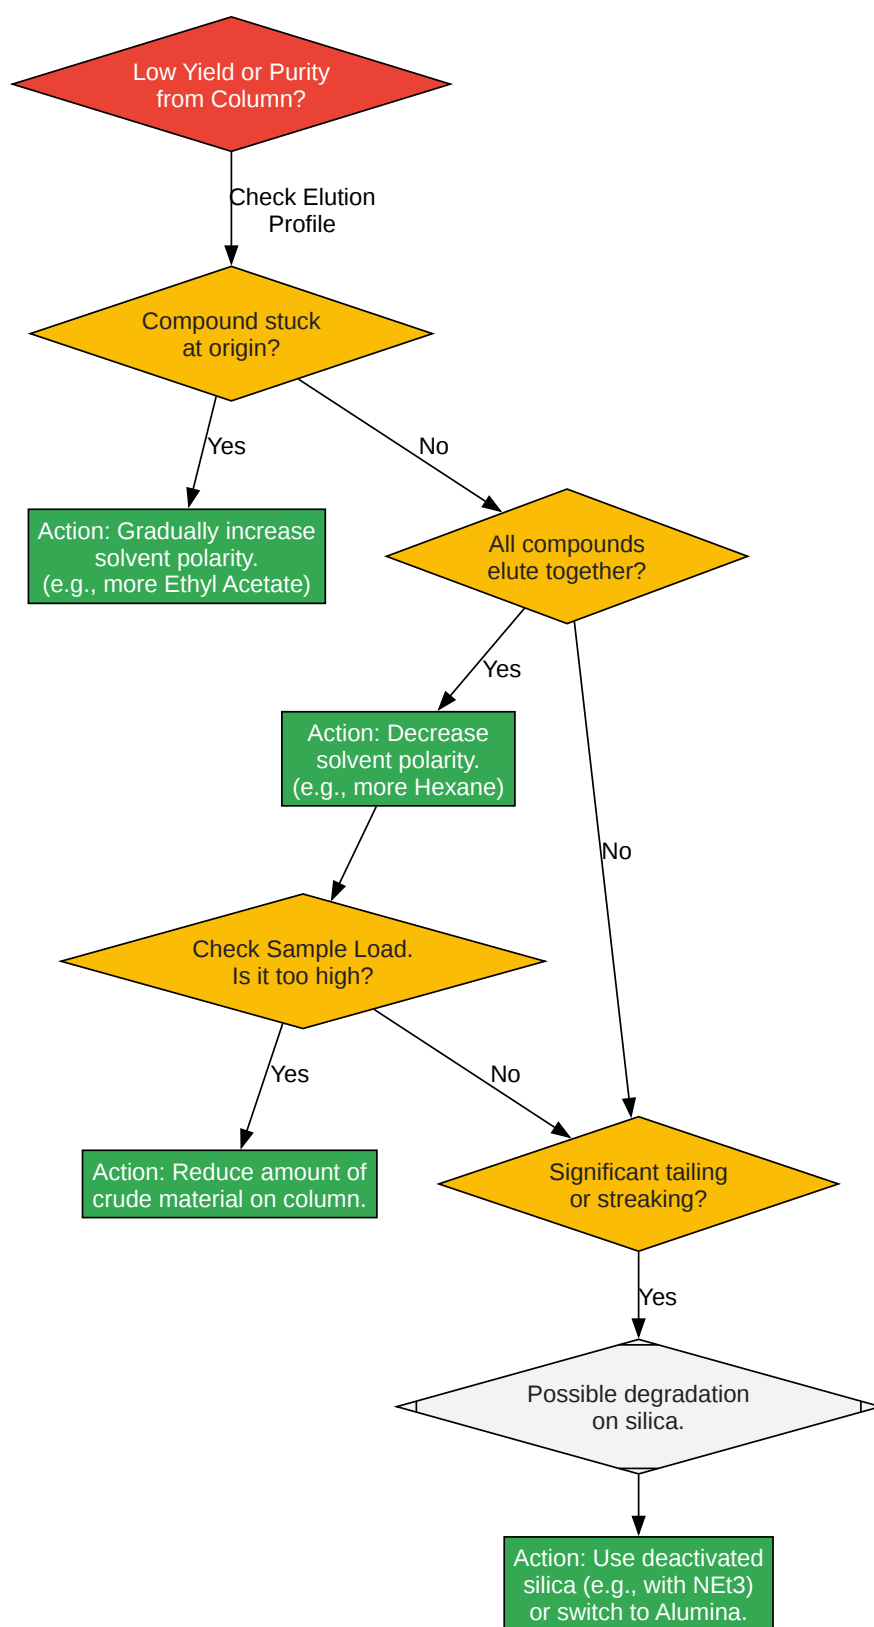 Low Yield or Purity
from Column?
Check Elution
Profile
Compound stuck
at origin?
Yes
No
Action: Gradually increase
solvent polarity.
(e.g., more Ethyl Acetate)
All compounds
elute together?
Yes
Action: Decrease
solvent polarity.
(e.g., more Hexane)
No
Check Sample Load.
Is it too high?
Yes
No
Action: Reduce amount of
crude material on column.
Significant tailing
or streaking?
Yes
Possible degradation
on silica.
Action: Use deactivated
silica (e.g., with NEt3)
or switch to Alumina.